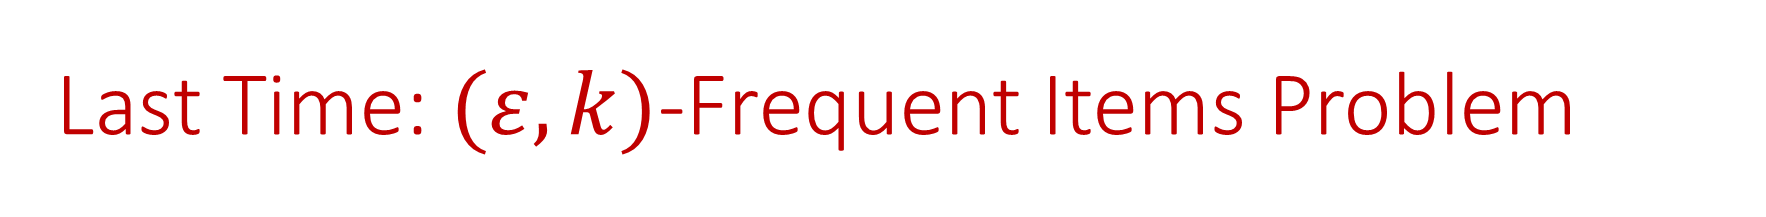 Last Time: (ε, k)-Frequent Items Problem